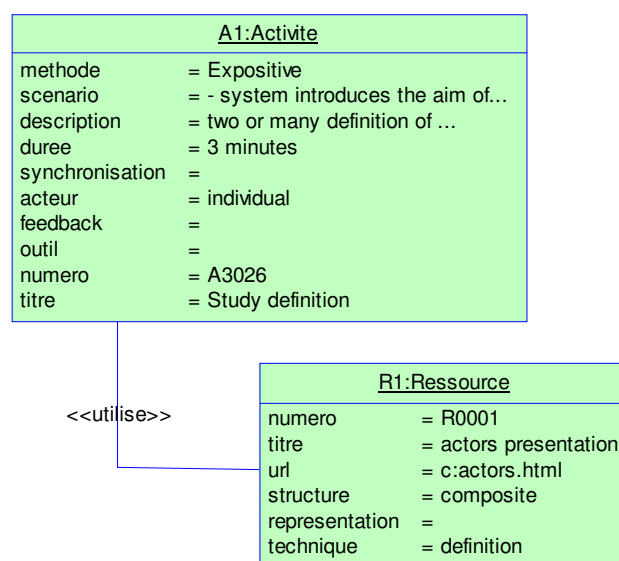 A1:Activite
methode = Expositive
scenario = - system introduces the aim of...
description = two or many definition of ...
duree = 3 minutes
synchronisation =
acteur = individual
feedback =
outil =
numero = A3026
titre = Study definition
<<utilise>>
R1:Ressource
numero = R0001
titre = actors presentation
url = c:actors.html
structure = composite
representation =
technique = definition